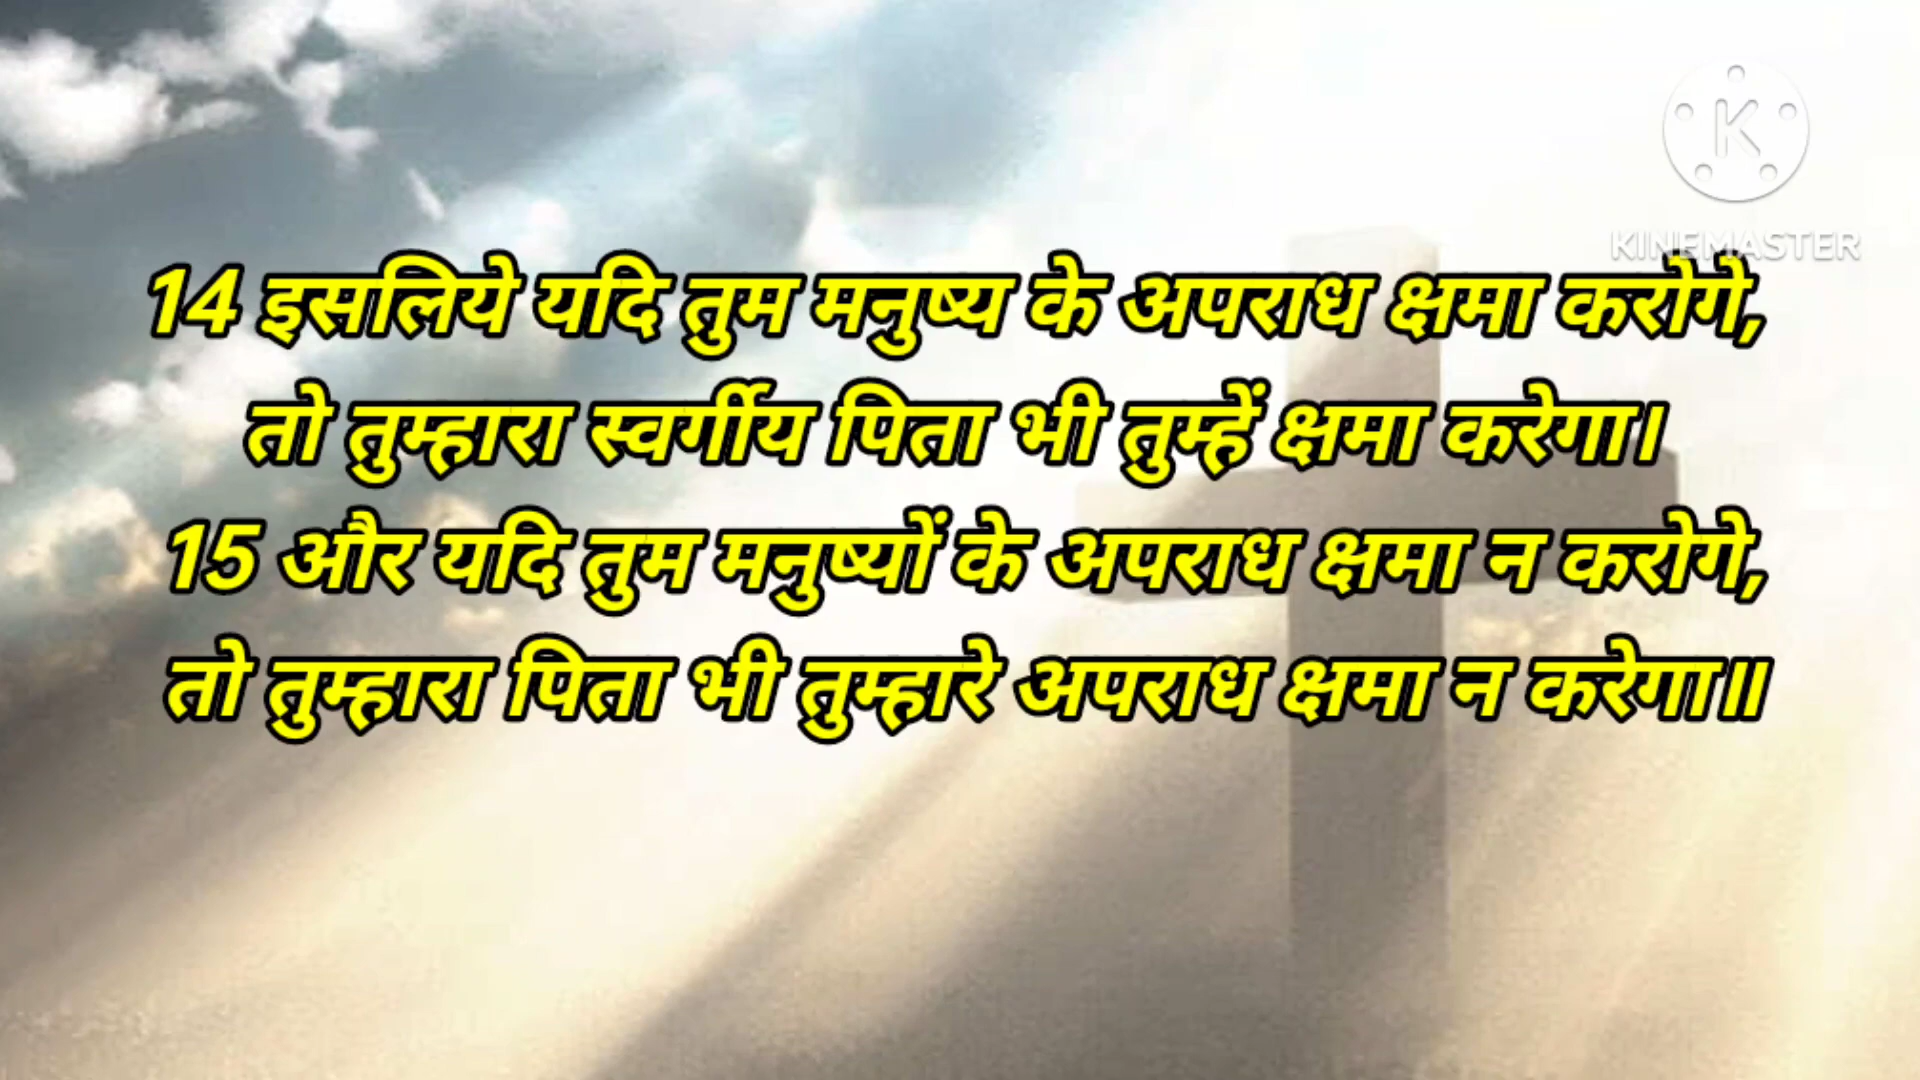 KINEMASTER
14 इसलिये यदि तुम मनुष्य के अपराध क्षमा करोगे,
तो तुम्हारा स्वर्गीय पिता भी तुम्हें क्षमा करेगा।
15 और यदि तुम मनुष्यों के अपराध क्षमा न करोगे,
तो तुम्हारा पिता भी तुम्हारे अपराध क्षमा न करेगा॥